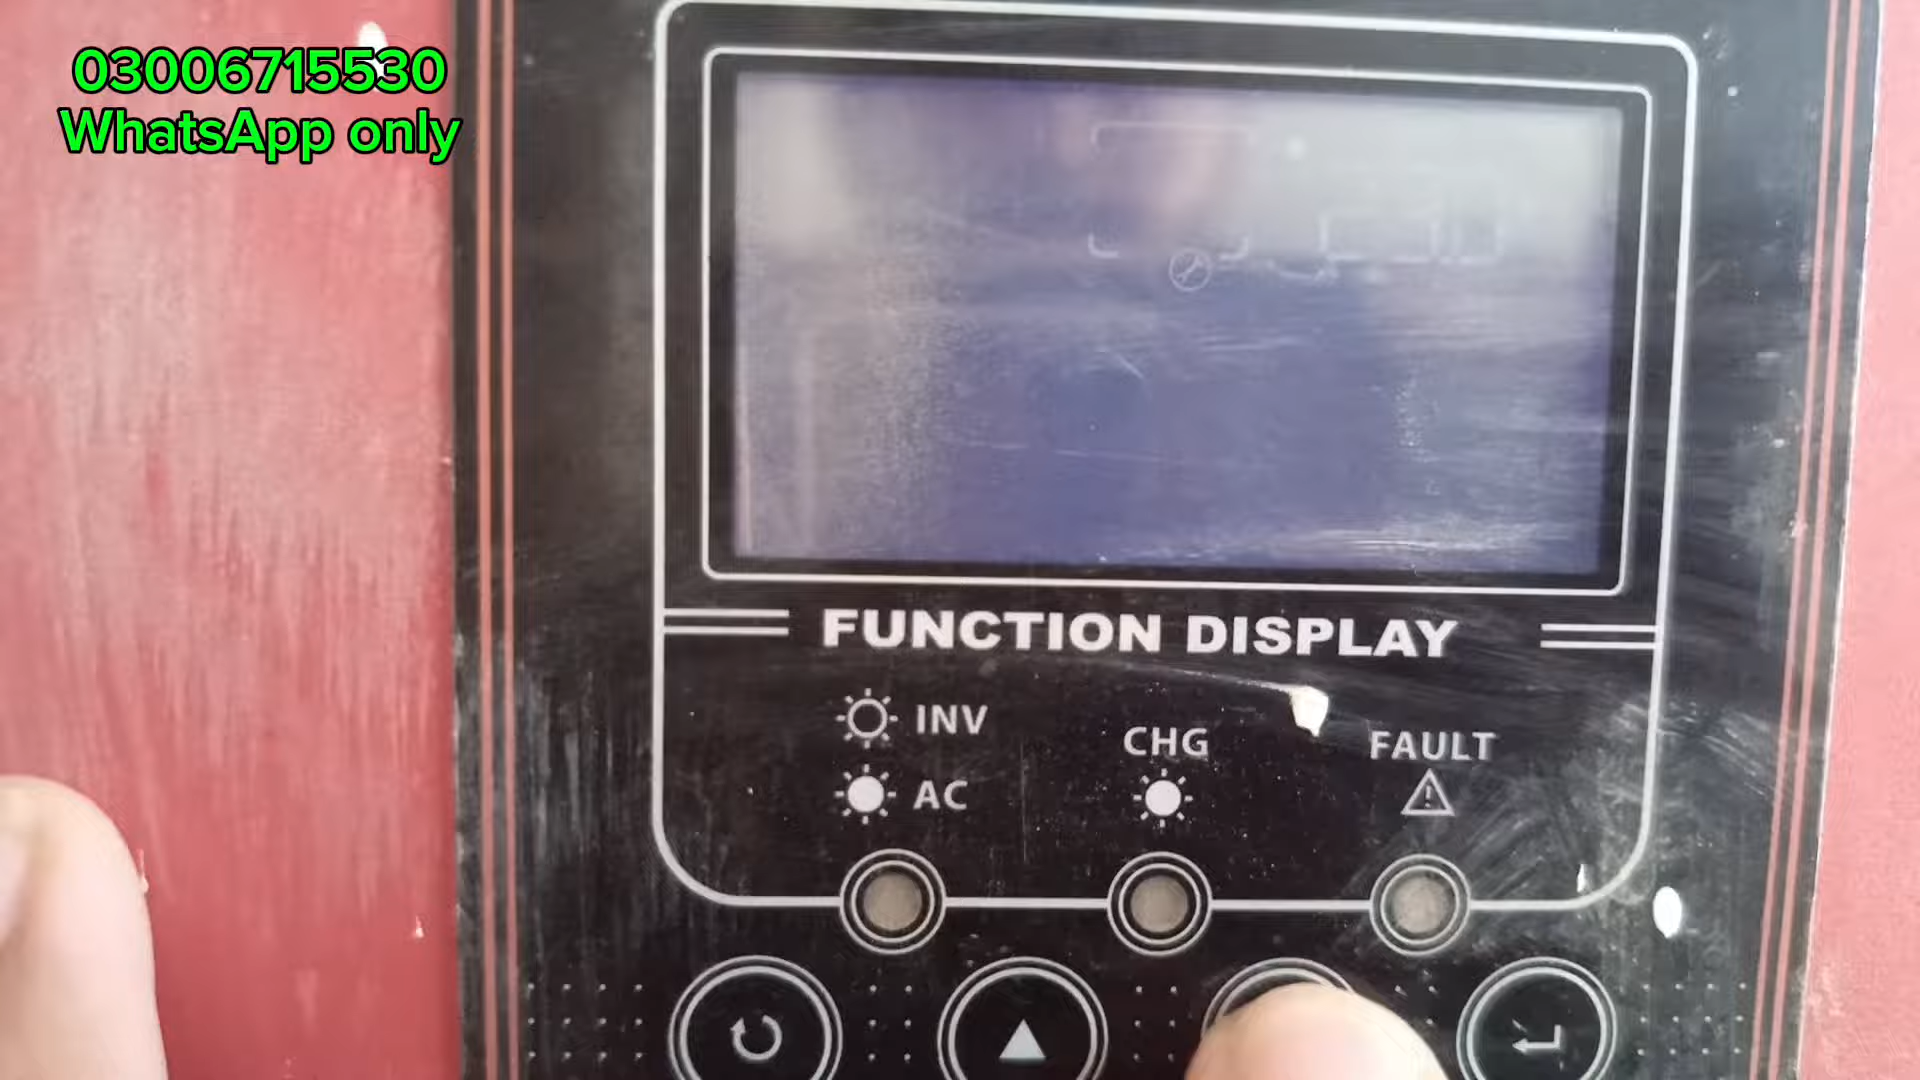 03006715530
WhatsApp only
FUNCTION DISPLAY
INV
AC
CHG
FAULT